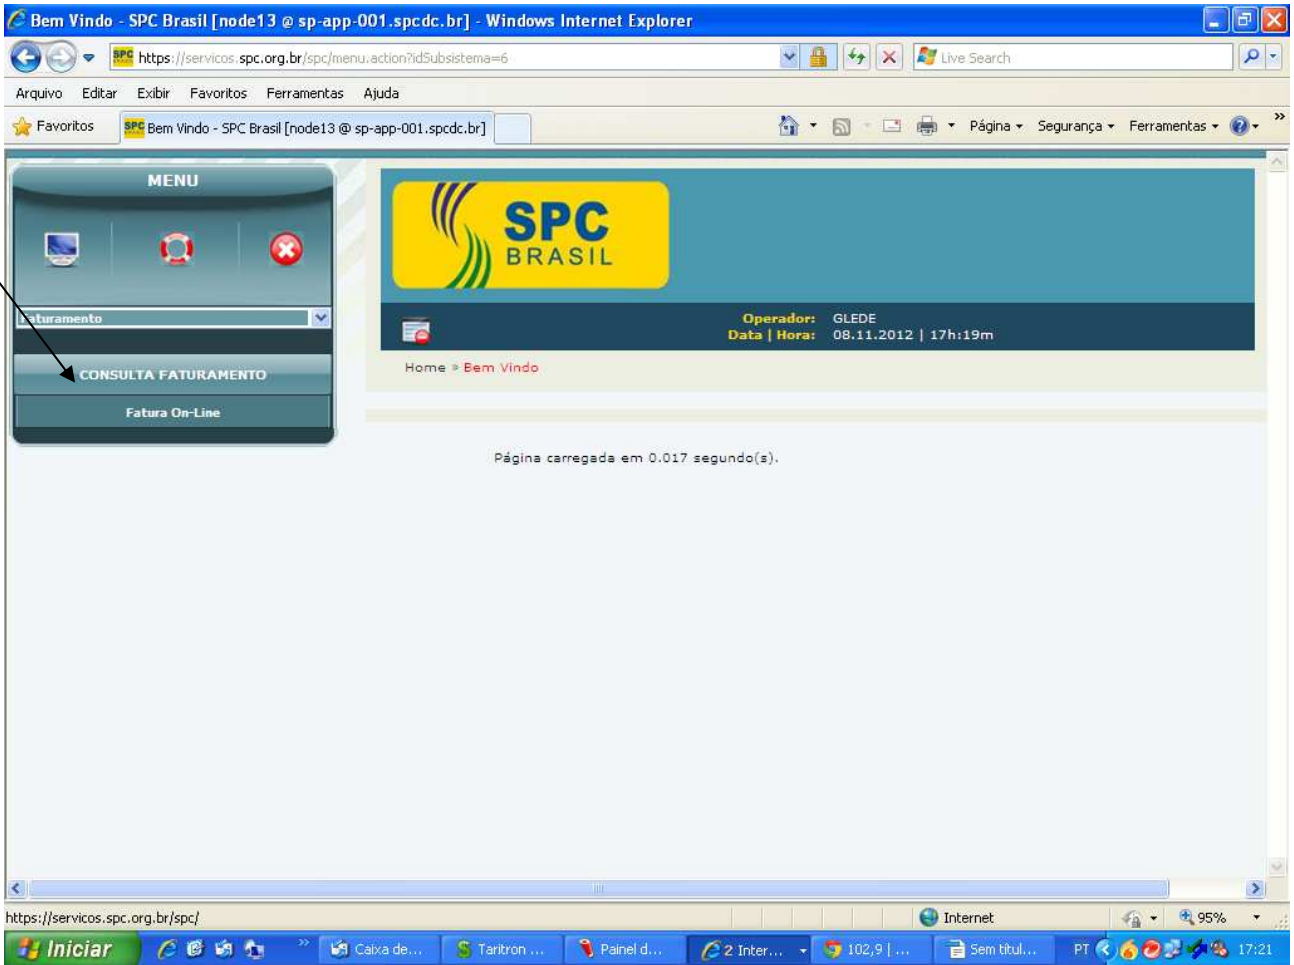 Bem Vindo - SPC Brasil [node13 @ sp-app-001.spcdc.br] - Windows Internet Explorer
SPC https://servicos.spc.org.br/spc/menu.action?idSubsistema=6
Live Search
Arquivo Editar Exibir Favoritos Ferramentas Ajuda
Favoritos
SPC Bem Vindo - SPC Brasil [node13 @ sp-app-001.spcdc.br]
Página Segurança Ferramentas »
MENU
SPC
BRASIL
Faturamento
Operador: GLEDE
Data | Hora: 08.11.2012 | 17h:19m
Home » Bem Vindo
CONSULTA FATURAMENTO
Fatura On-Line
Página carregada em 0.017 segundo(s).
https://servicos.spc.org.br/spc/
Internet
95%
Iniciar
»
Caixa de...
Taritron ...
Painel d...
2 Inter...
102,9 | ...
Sem titul...
PT
17:21